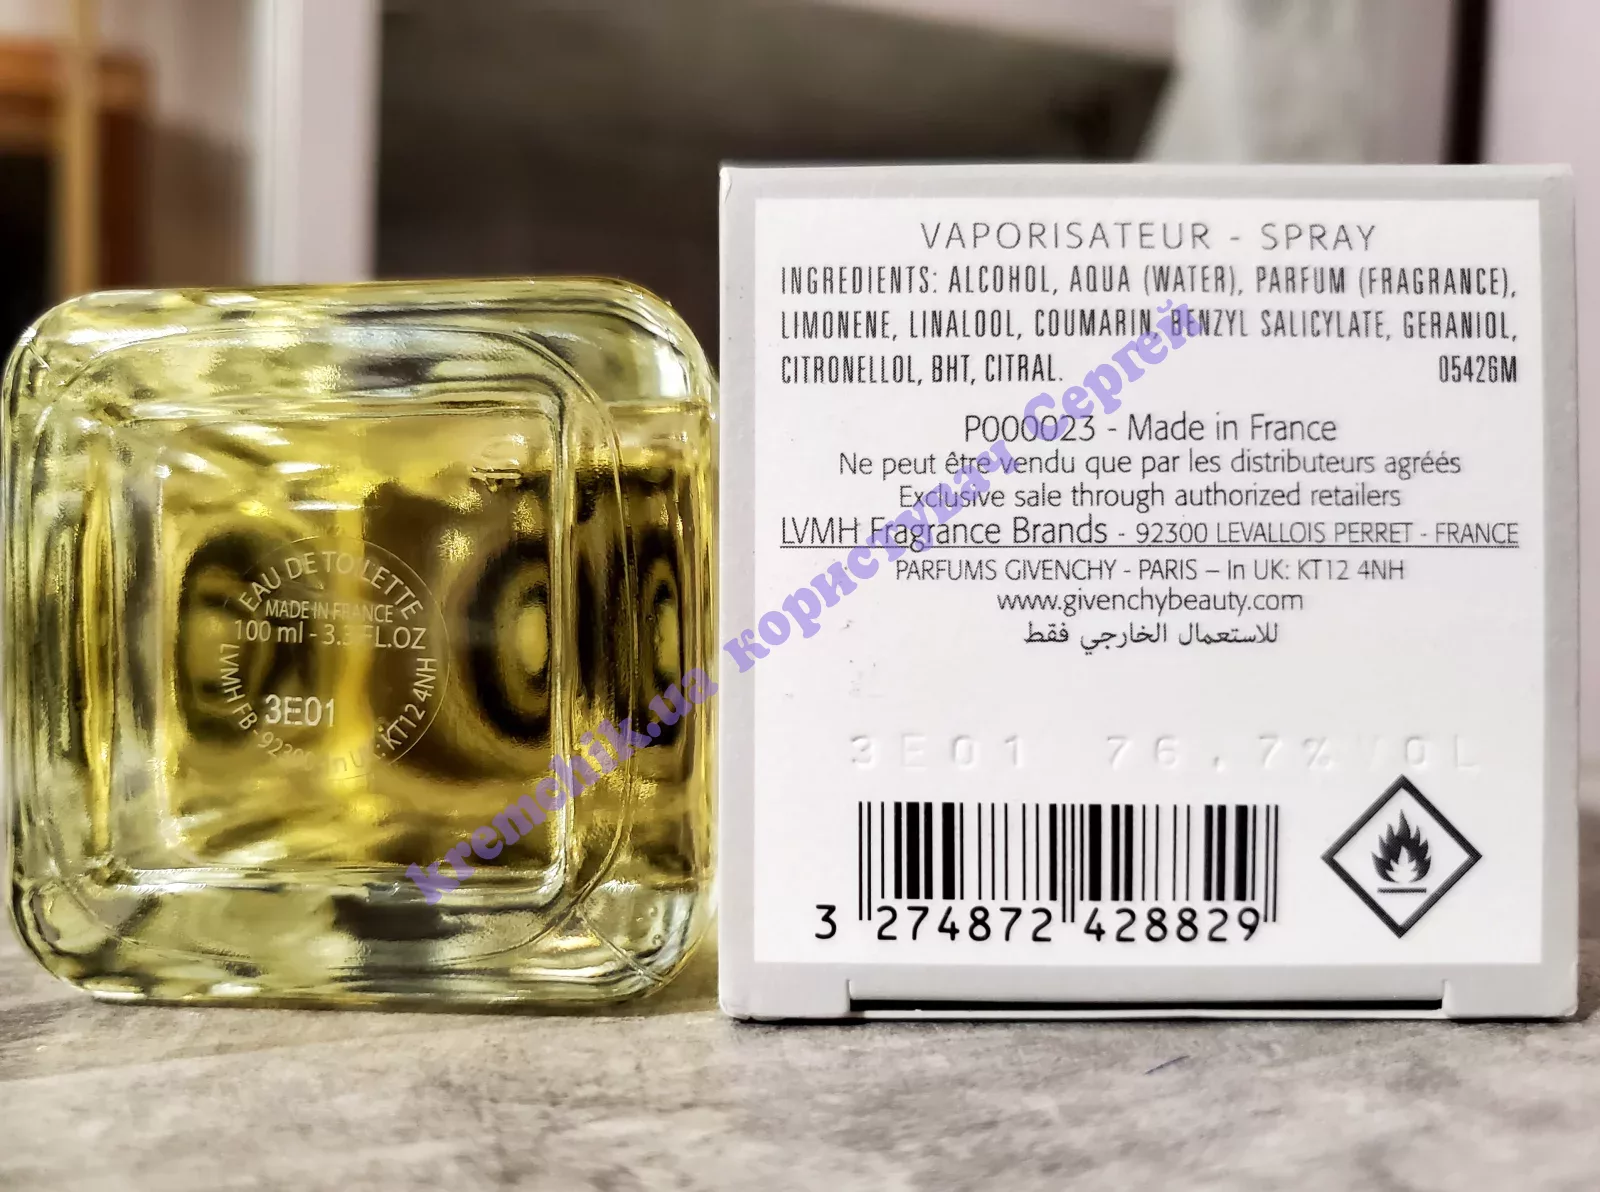 EAU DE TOILETTE
MADE IN FRANCE
100 ml - 3.3 FL.OZ
LVMH FB - 92300 In UK: KT12 4NH
3E01
VAPORISATEUR - SPRAY
INGREDIENTS: ALCOHOL, AQUA (WATER), PARFUM (FRAGRANCE),
LIMONENE, LINALOOL, COUMARIN, BENZYL SALICYLATE, GERANIOL,
CITRONELLOL, BHT, CITRAL. 05426M
P000023 - Made in France
Ne peut être vendu que par les distributeurs agréés
Exclusive sale through authorized retailers
LVMH Fragrance Brands - 92300 LEVALLOIS PERRET - FRANCE
PARFUMS GIVENCHY - PARIS – In UK: KT12 4NH
www.givenchybeauty.com
للاستعمال الخارجي فقط
3E01 76.7% VOL
3 274872 428829
kremchik.ua користувач Сергей